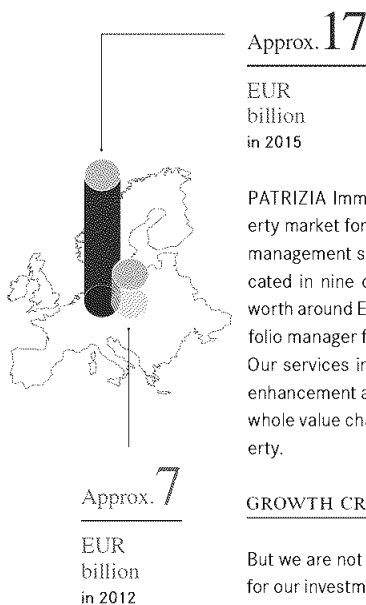 Approx. 17
EUR
billion
in 2015
PATRIZIA Imm
erty market for
management s
cated in nine c
worth around E
folio manager f
Our services in
enhancement a
whole value cha
erty.
Approx. 7
EUR
billion
in 2012
GROWTH CR
But we are not
for our investm